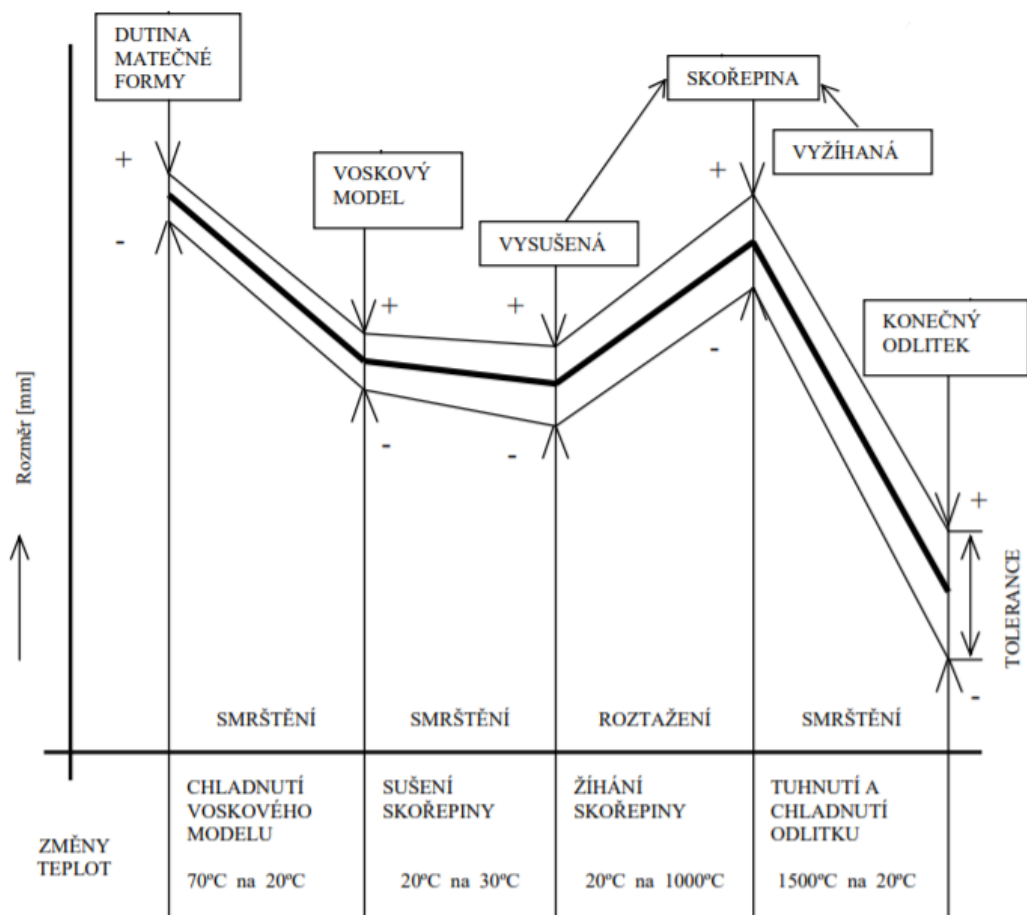 DUTINA
MATEČNÉ
FORMY
SKOŘEPINA
VYŽÍHANÁ
+
VOSKOVÝ
MODEL
+
-
VYSUŠENÁ
+
+
KONEČNÝ
ODLITEK
-
-
-
Rozměr [mm]
+
TOLERANCE
-
SMRŠTĚNÍ
SMRŠTĚNÍ
ROZTAŽENÍ
SMRŠTĚNÍ
ZMĚNY
TEPLOT
CHLADNUTÍ
VOSKOVÉHO
MODELU
70ºC na 20ºC
SUŠENÍ
SKOŘEPINY
20ºC na 30ºC
ŽÍHÁNÍ
SKOŘEPINY
20ºC na 1000ºC
TUHNUTÍ A
CHLADNUTÍ
ODLITKU
1500ºC na 20ºC